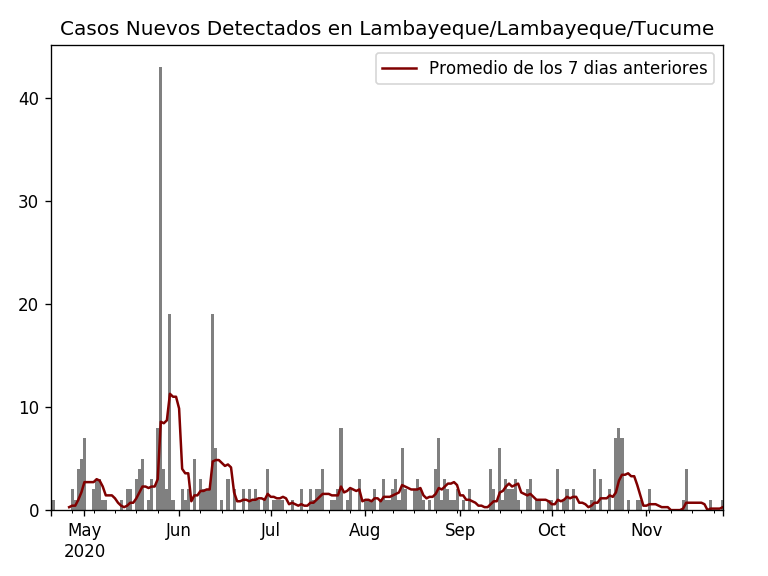 Casos Nuevos Detectados en Lambayeque/Lambayeque/Tucume
Promedio de los 7 dias anteriores
40
30
20
10
0
May Jun Jul Aug Sep Oct Nov
2020